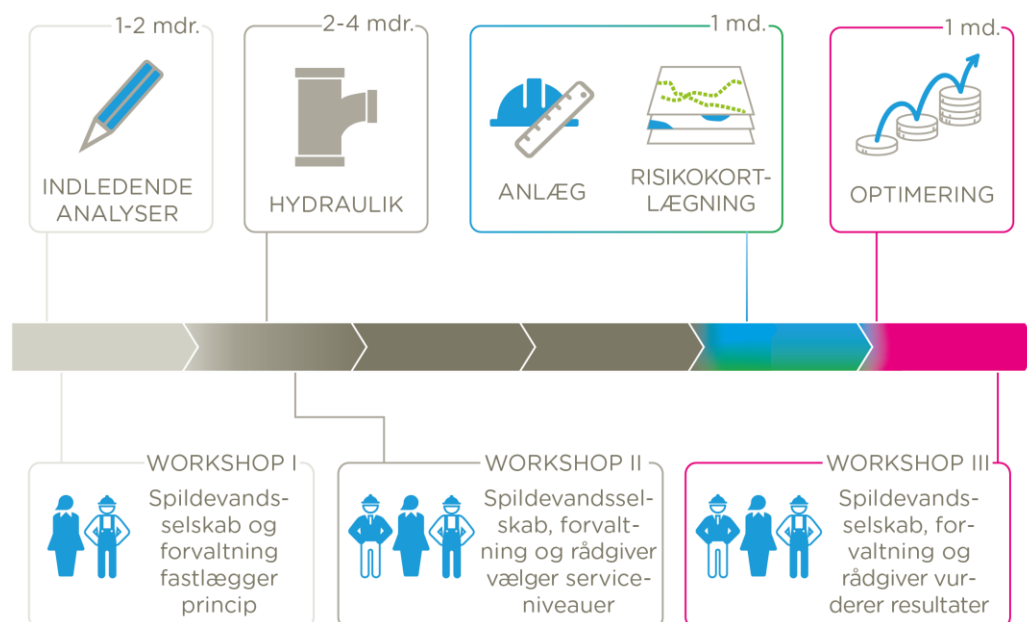 1-2 mdr.
INDLEDENDE
ANALYSER
2-4 mdr.
HYDRAULIK
1 md.
ANLÆG
RISIKOKORT-
LÆGNING
1 md.
OPTIMERING
WORKSHOP I
Spildevands-
selskab og
forvaltning
fastlægger
princip
WORKSHOP II
Spildevandssel-
skab, forvalt-
ning og rådgiver
vælger service-
niveauer
WORKSHOP III
Spildevands-
selskab, for-
valtning og
rådgiver vur-
derer resultater